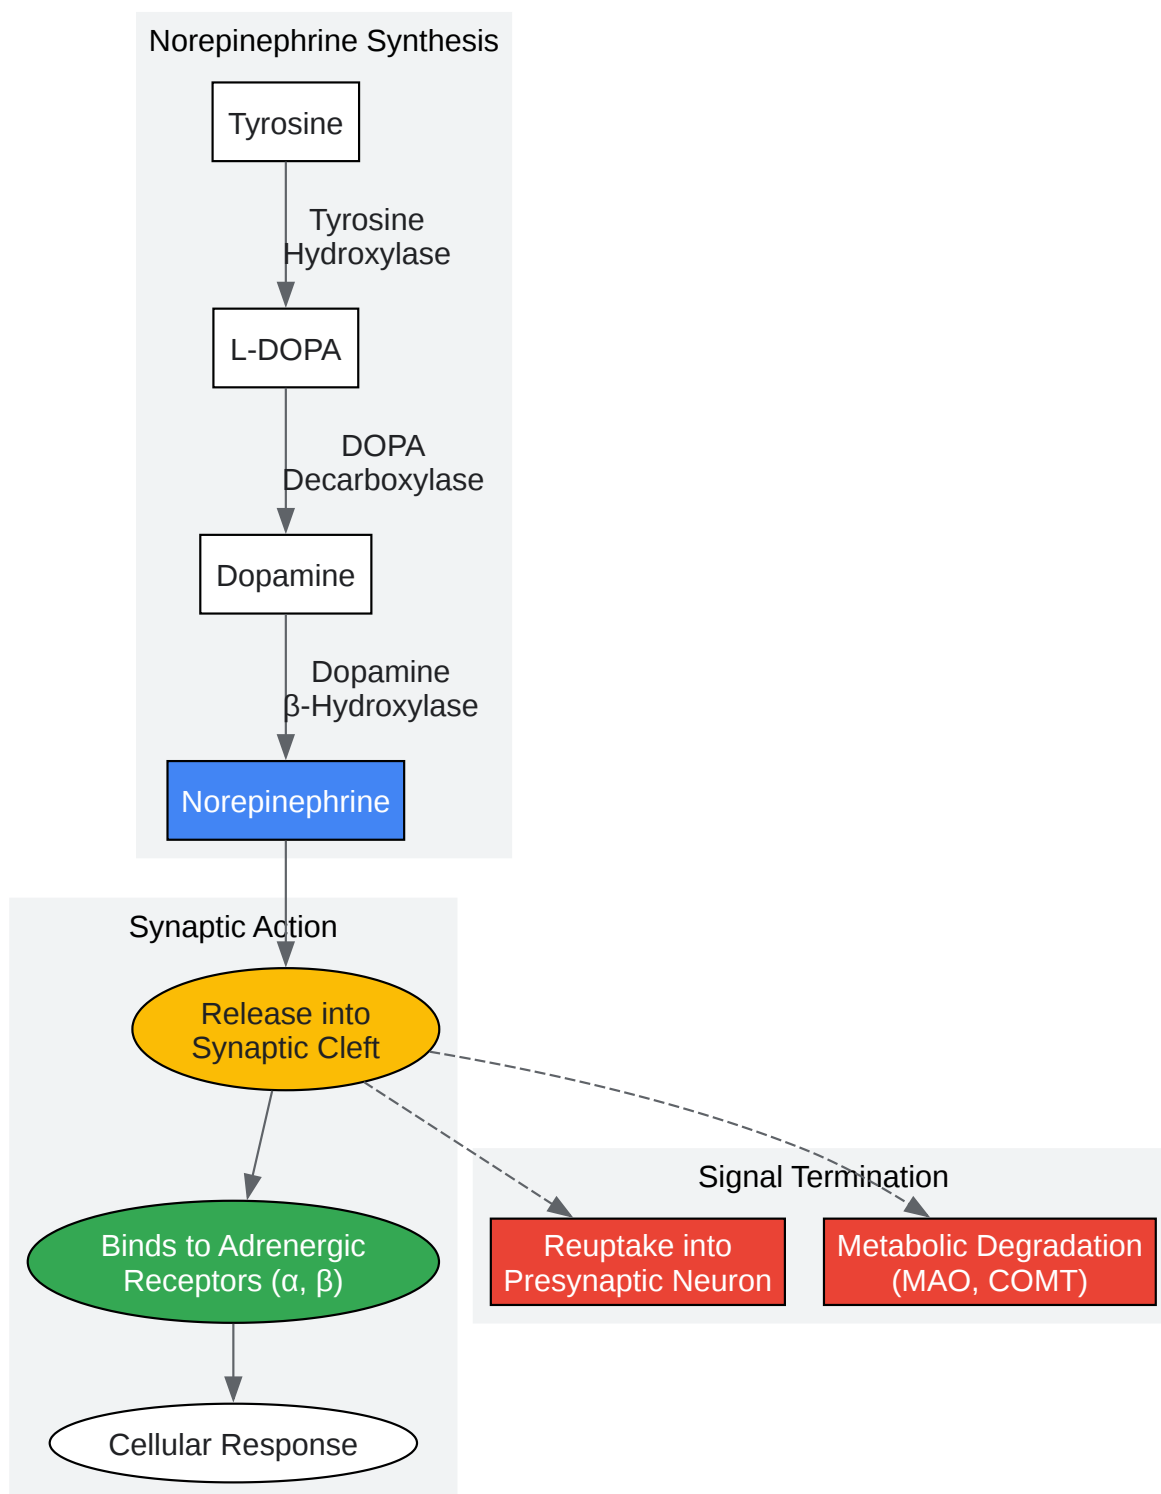 Norepinephrine Synthesis
Tyrosine
Tyrosine
Hydroxylase
L-DOPA
DOPA
Decarboxylase
Dopamine
Dopamine
β-Hydroxylase
Norepinephrine
Synaptic Action
Release into
Synaptic Cleft
Signal Termination
Binds to Adrenergic
Receptors (α, β)
Reuptake into
Presynaptic Neuron
Metabolic Degradation
(MAO, COMT)
Cellular Response